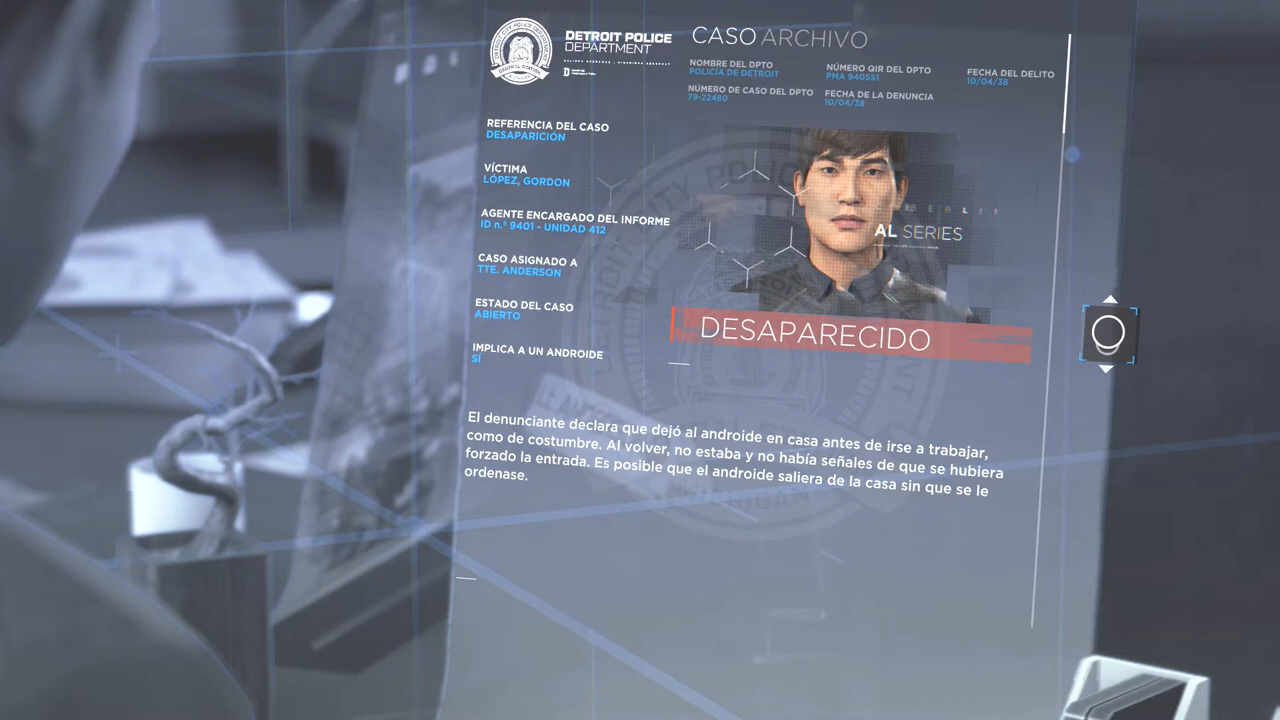 DETROIT POLICE
DEPARTMENT
CENTRAL STATION
CASO ARCHIVO
NOMBRE DEL DPTO
POLICÍA DE DETROIT
NÚMERO QIR DEL DPTO
PMA 940551
FECHA DEL DELITO
10/04/38
NÚMERO DE CASO DEL DPTO
79-22480
FECHA DE LA DENUNCIA
10/04/38
REFERENCIA DEL CASO
DESAPARICIÓN
VÍCTIMA
LÓPEZ, GORDON
AGENTE ENCARGADO DEL INFORME
ID n.º 9401 - UNIDAD 412
CASO ASIGNADO A
TTE. ANDERSON
ESTADO DEL CASO
ABIERTO
IMPLICA A UN ANDROIDE
SÍ
AL SERIES
DESAPARECIDO
El denunciante declara que dejó al androide en casa antes de irse a trabajar,
como de costumbre. Al volver, no estaba y no había señales de que se hubiera
forzado la entrada. Es posible que el androide saliera de la casa sin que se le
ordenase.